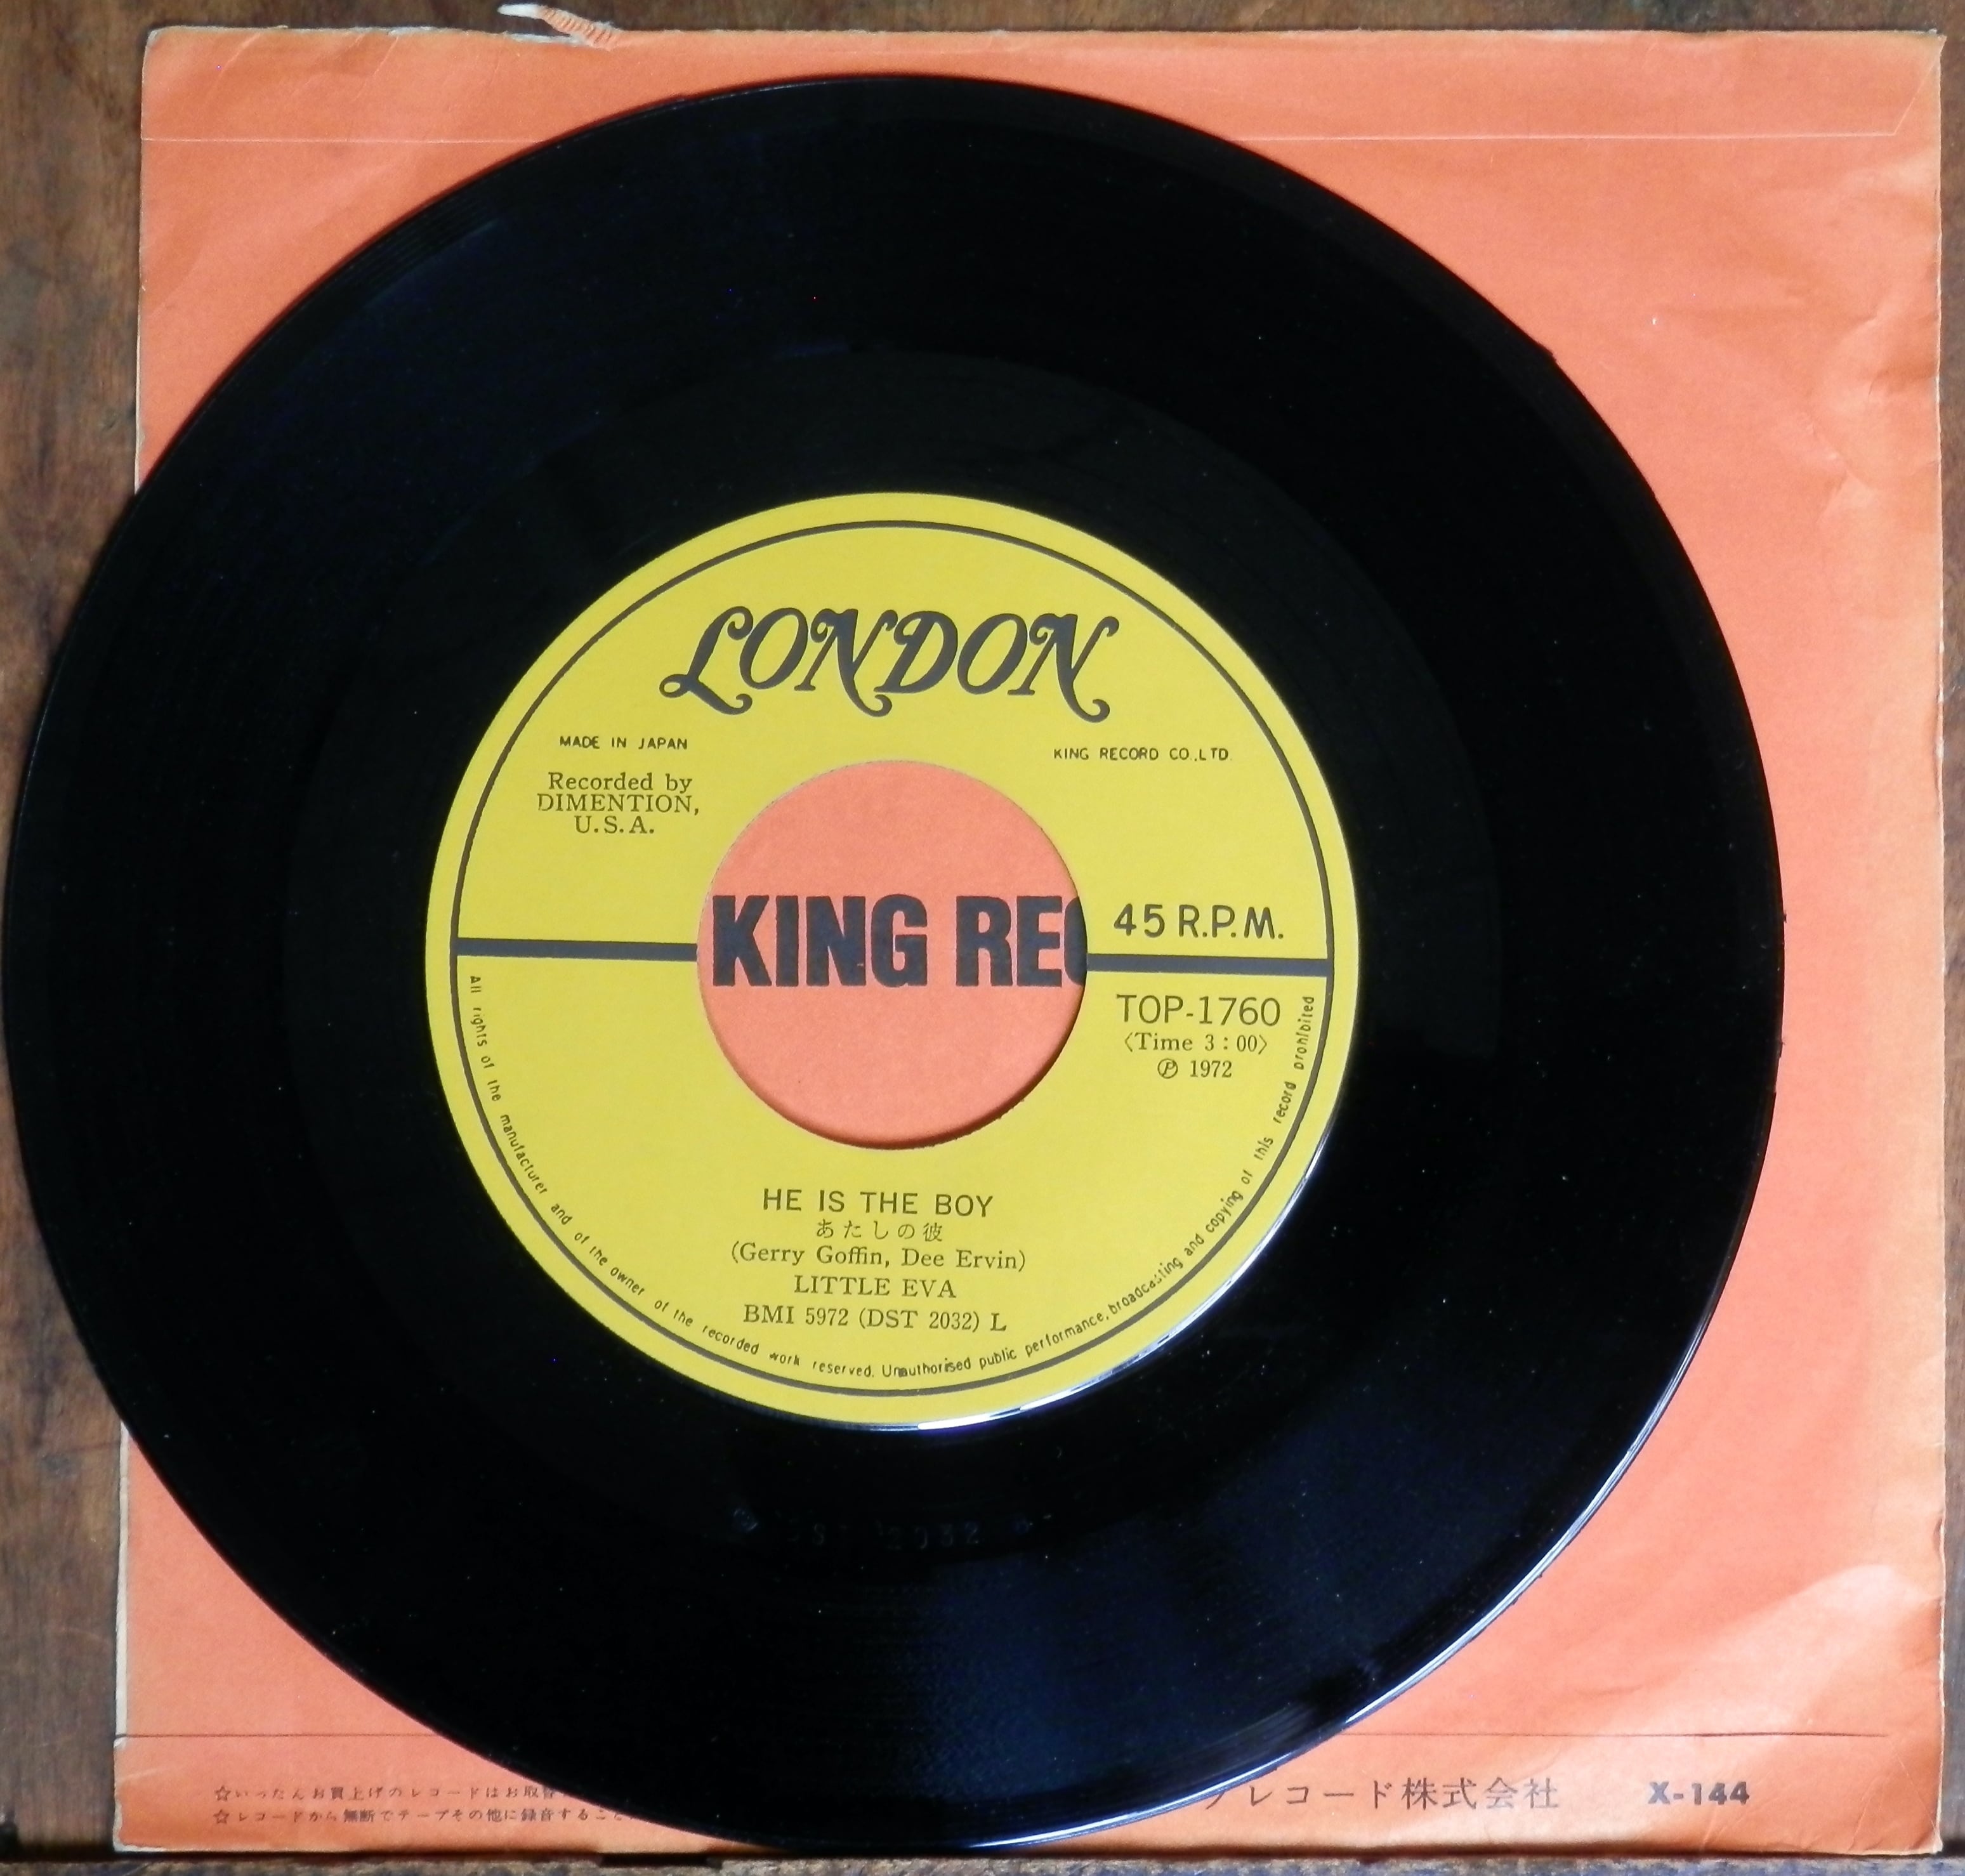 LONDON
MADE IN JAPAN
KING RECORD CO.,LTD.
Recorded by
DIMENTION,
U.S.A.
KING REC
45 R.P.M.
TOP-1760
〈Time 3:00〉
Ⓟ 1972
HE IS THE BOY
あたしの彼
(Gerry Goffin, Dee Ervin)
LITTLE EVA
BMI 5972 (DST 2032) L
All rights of the manufacturer and of the owner of the recorded work reserved. Unauthorised public performance, broadcasting and copying of this record prohibited
☆いったんお買上げのレコードはお取替
☆レコードから無断でテープその他に録音すること
レコード株式会社
X-144